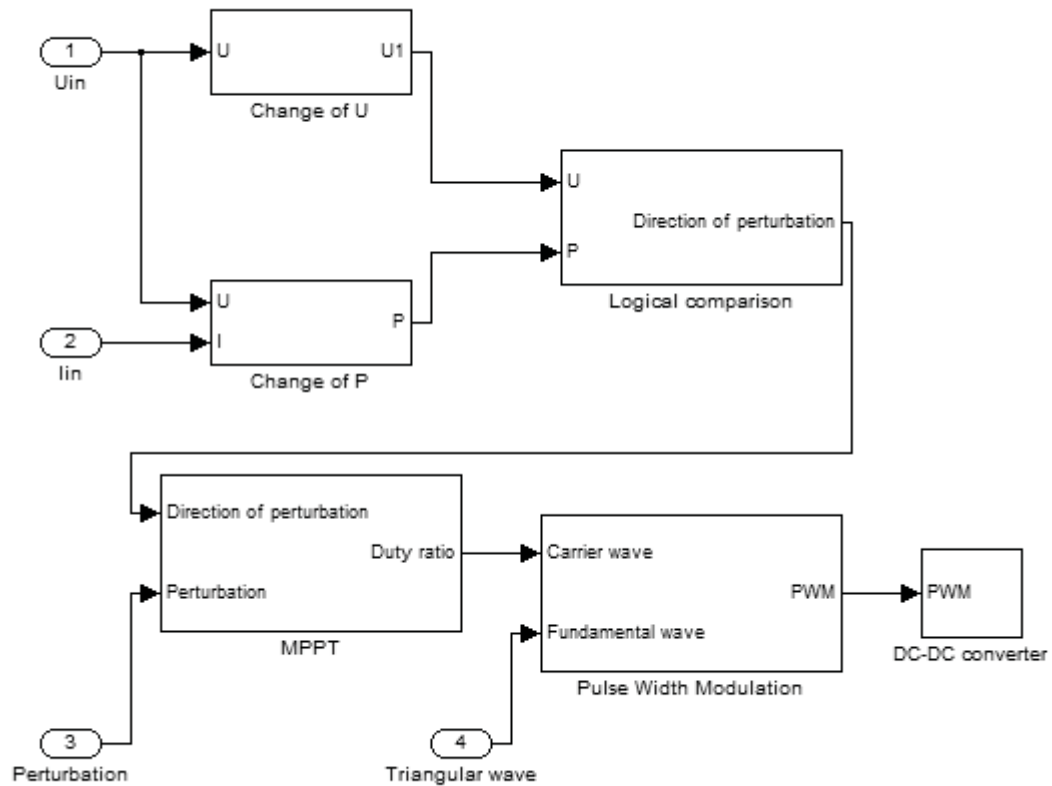 1
Uin
U
U1
Change of U
U
P
Direction of perturbation
Logical comparison
U
I
P
Change of P
2
Iin
Direction of perturbation
Perturbation
Duty ratio
MPPT
Carrier wave
Fundamental wave
PWM
Pulse Width Modulation
PWM
DC-DC converter
3
Perturbation
4
Triangular wave